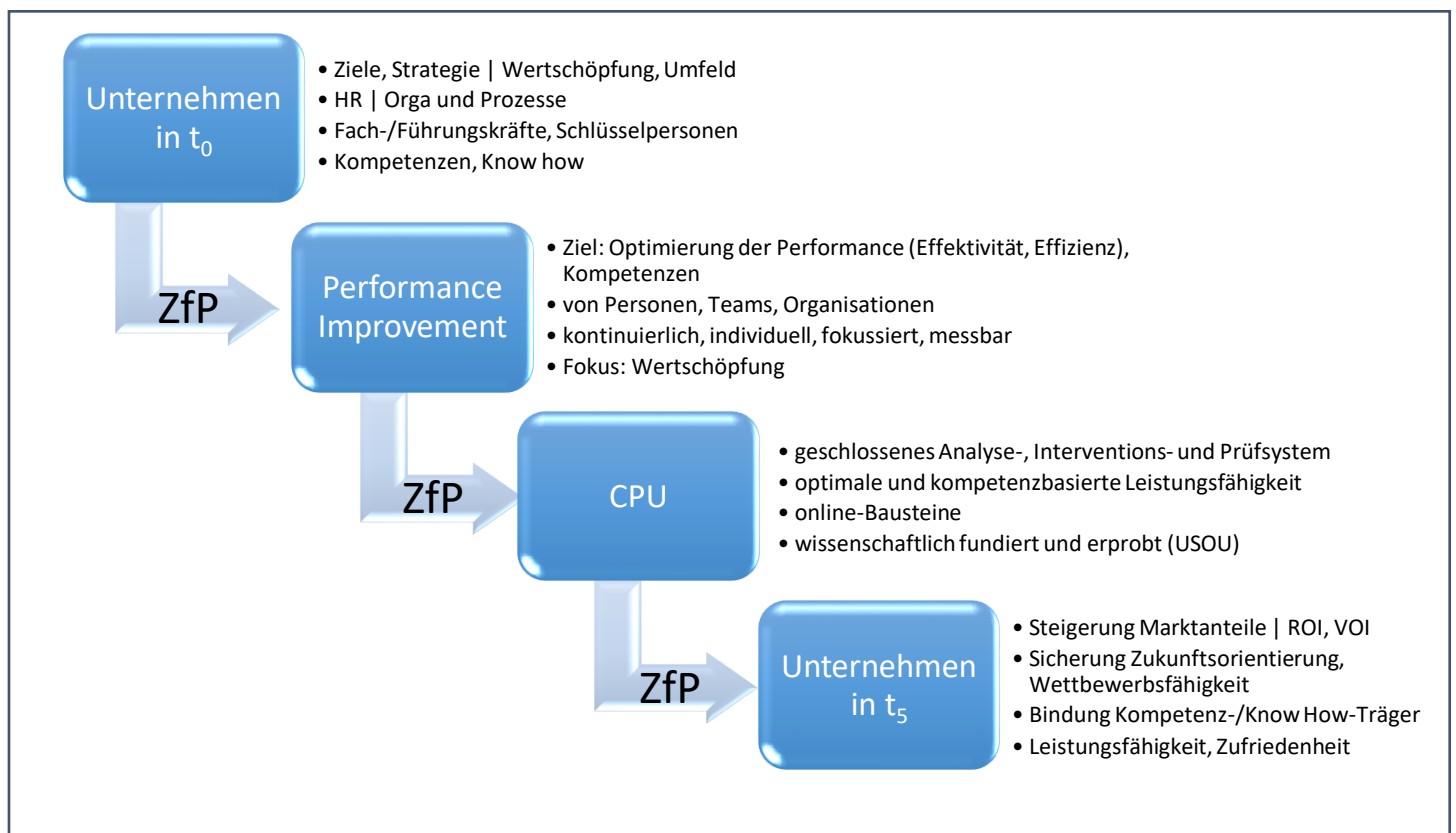 Unternehmen
in t₀
• Ziele, Strategie | Wertschöpfung, Umfeld
• HR | Orga und Prozesse
• Fach-/Führungskräfte, Schlüsselpersonen
• Kompetenzen, Know how
ZfP
Performance
Improvement
• Ziel: Optimierung der Performance (Effektivität, Effizienz),
Kompetenzen
• von Personen, Teams, Organisationen
• kontinuierlich, individuell, fokussiert, messbar
• Fokus: Wertschöpfung
ZfP
CPU
• geschlossenes Analyse-, Interventions- und Prüfsystem
• optimale und kompetenzbasierte Leistungsfähigkeit
• online-Bausteine
• wissenschaftlich fundiert und erprobt (USOU)
ZfP
Unternehmen
in t₅
• Steigerung Marktanteile | ROI, VOI
• Sicherung Zukunftsorientierung,
Wettbewerbsfähigkeit
• Bindung Kompetenz-/Know How-Träger
• Leistungsfähigkeit, Zufriedenheit